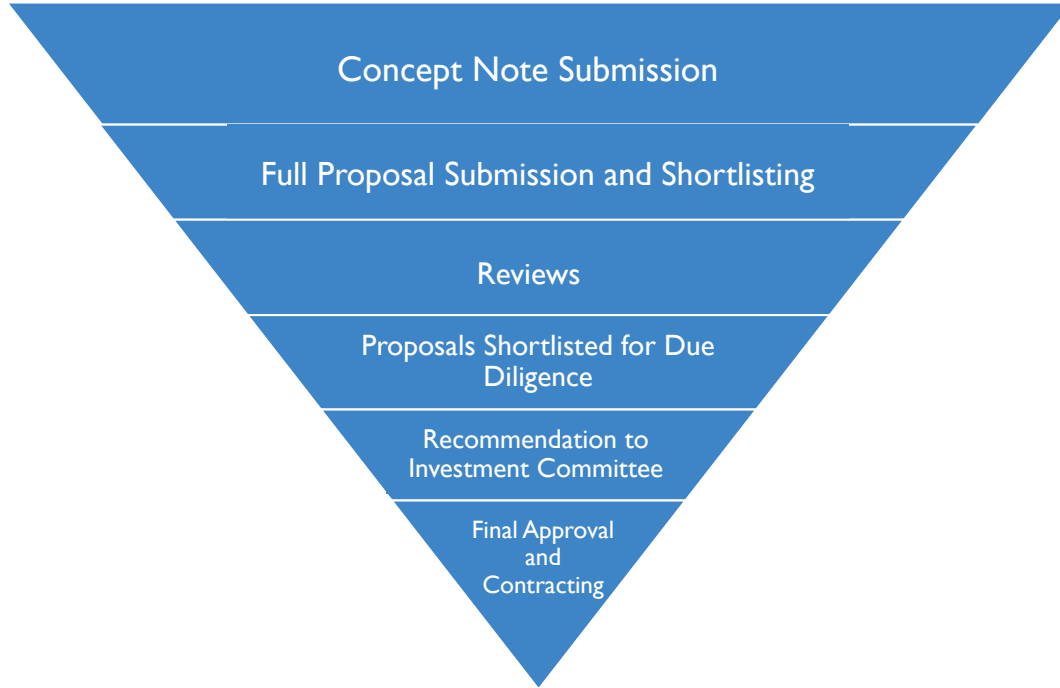 Concept Note Submission
Full Proposal Submission and Shortlisting
Reviews
Proposals Shortlisted for Due
Diligence
Recommendation to
Investment Committee
Final Approval
and
Contracting